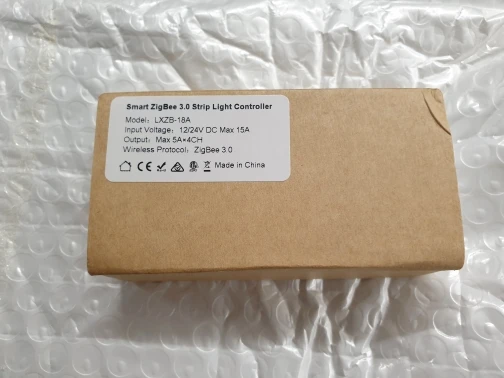 Smart ZigBee 3.0 Strip Light Controller
Model：LXZB-18A
Input Voltage：12/24V DC Max 15A
Output：Max 5A*4CH
Wireless Protocol：ZigBee 3.0
CE Made in China